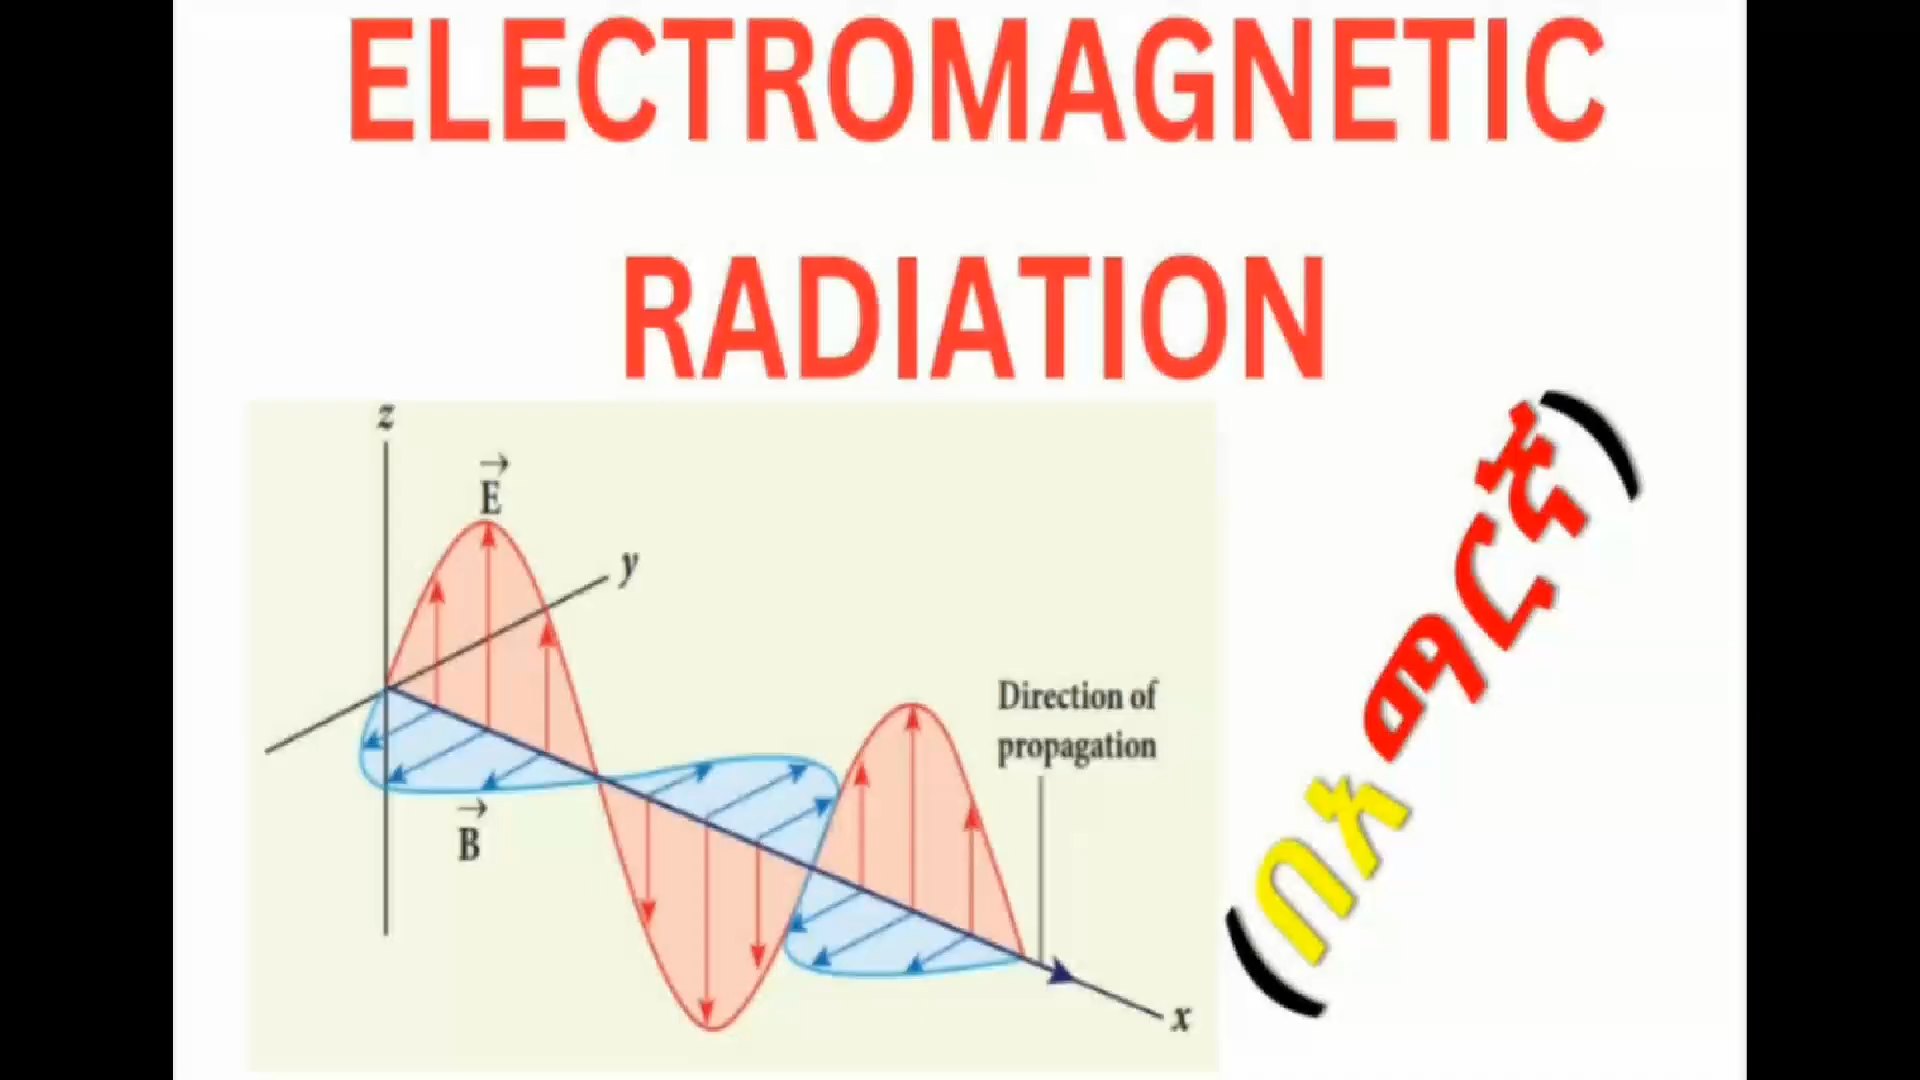 ELECTROMAGNETIC
RADIATION
z
E
y
Direction of
propagation
B
x
(በአማርኛ)